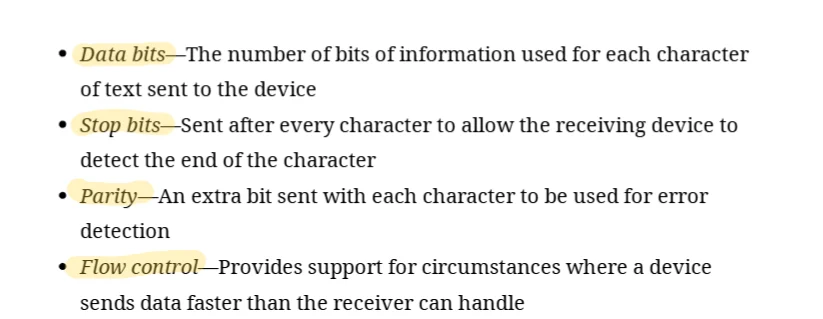 • Data bits—The number of bits of information used for each character
of text sent to the device
• Stop bits—Sent after every character to allow the receiving device to
detect the end of the character
• Parity—An extra bit sent with each character to be used for error
detection
• Flow control—Provides support for circumstances where a device
sends data faster than the receiver can handle